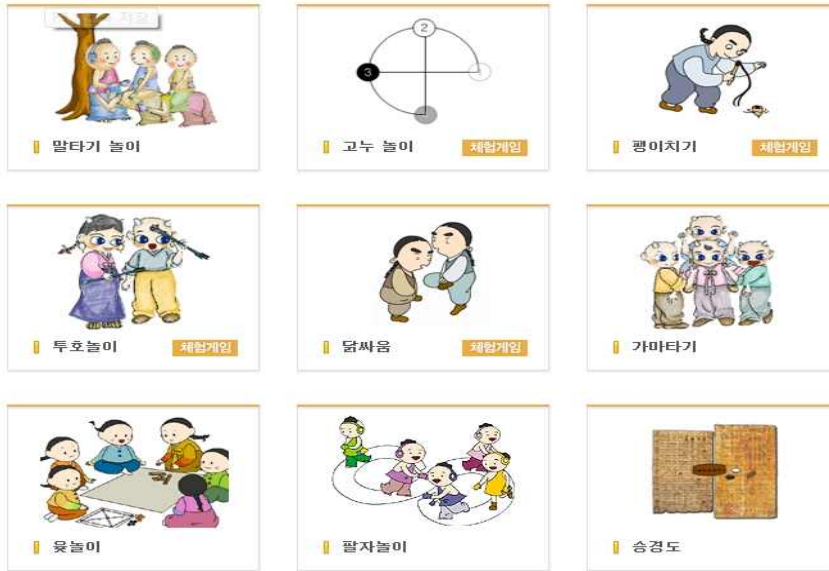 말타기 놀이
2
3
고누 놀이 체험게임
팽이치기 체험게임
투호놀이 체험게임
닭싸움 체험게임
가마타기
윷놀이
팔자놀이
승경도